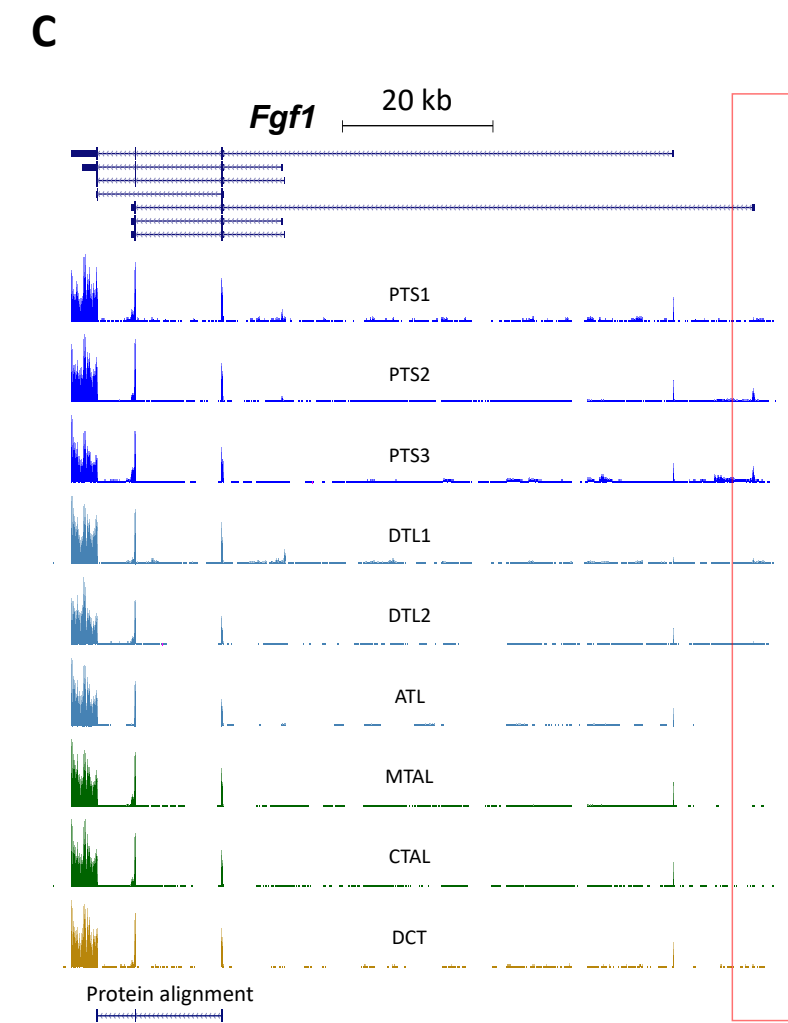 C
20 kb
Fgf1
PTS1
PTS2
PTS3
DTL1
DTL2
ATL
MTAL
CTAL
DCT
Protein alignment